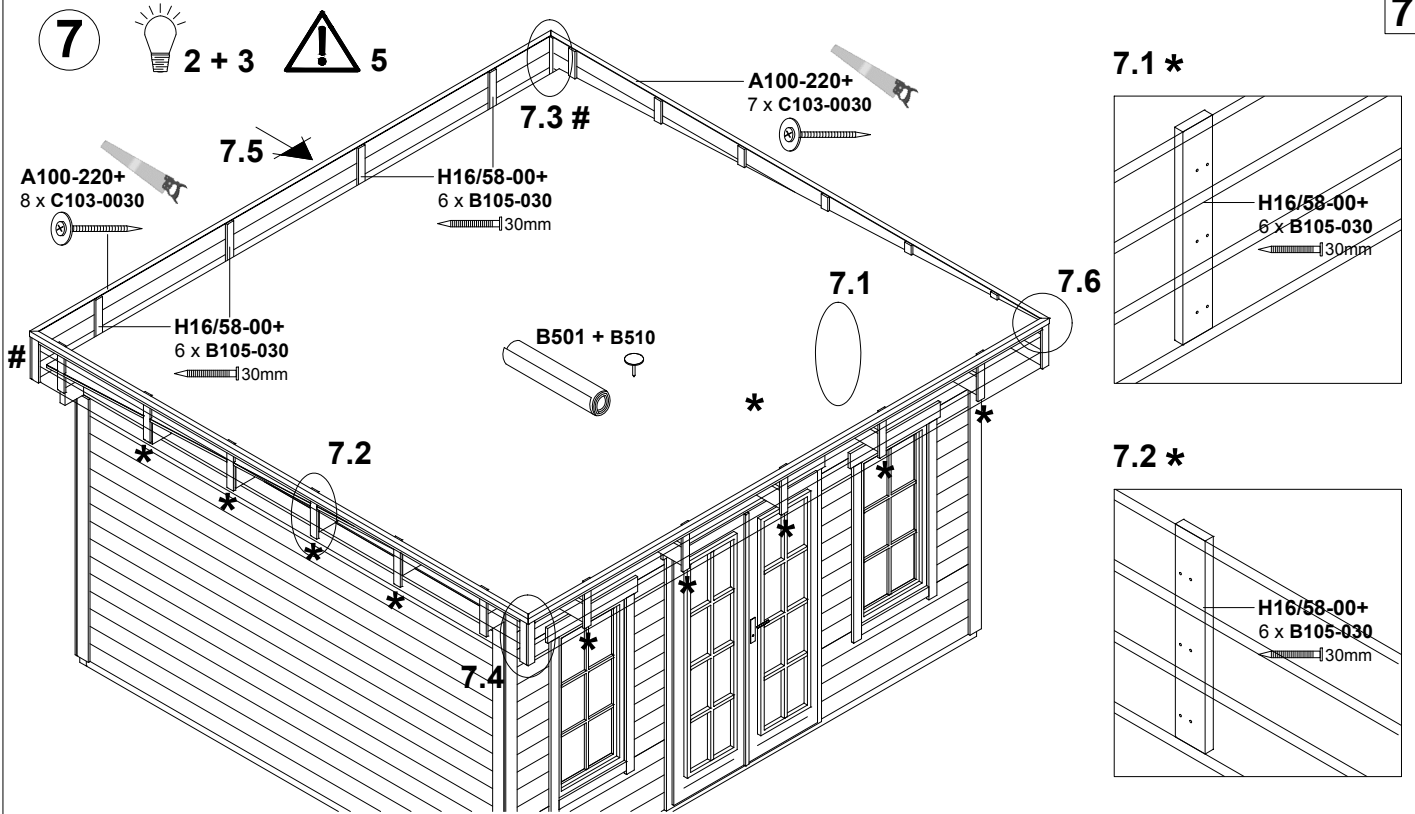 7
2 + 3
5
7
7.1 *
A100-220+
7 x C103-0030
7.3 #
7.5
A100-220+
8 x C103-0030
H16/58-00+
6 x B105-030
30mm
H16/58-00+
6 x B105-030
30mm
7.1
7.6
H16/58-00+
6 x B105-030
30mm
#
B501 + B510
*
*
*
7.2
*
*
*
*
*
*
*
*
7.4
7.2 *
H16/58-00+
6 x B105-030
30mm